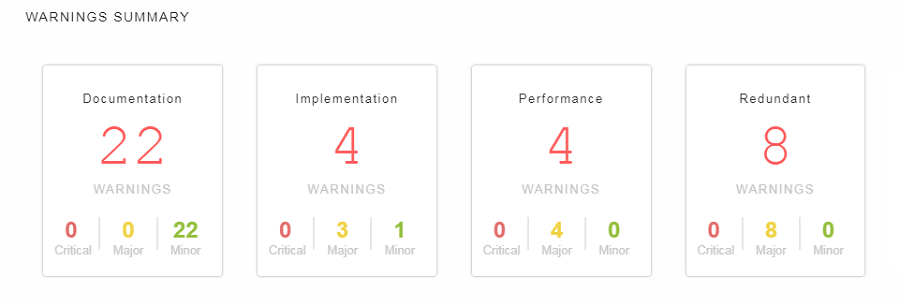 WARNINGS SUMMARY
Documentation Implementation Performance Redundant
22 4 4 8
WARNINGS WARNINGS WARNINGS WARNINGS
0 0 22 0 3 1 0 4 0 0 8 0
Critical Major Minor Critical Major Minor Critical Major Minor Critical Major Minor